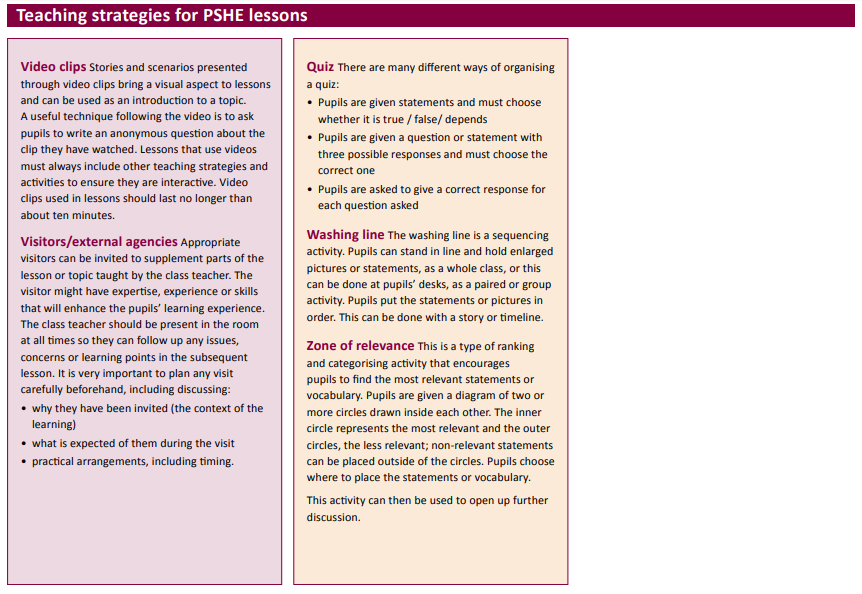 Teaching strategies for PSHE lessons
Video clips Stories and scenarios presented
through video clips bring a visual aspect to lessons
and can be used as an introduction to a topic.
A useful technique following the video is to ask
pupils to write an anonymous question about the
clip they have watched. Lessons that use videos
must always include other teaching strategies and
activities to ensure they are interactive. Video
clips used in lessons should last no longer than
about ten minutes.
Visitors/external agencies Appropriate
visitors can be invited to supplement parts of the
lesson or topic taught by the class teacher. The
visitor might have expertise, experience or skills
that will enhance the pupils’ learning experience.
The class teacher should be present in the room
at all times so they can follow up any issues,
concerns or learning points in the subsequent
lesson. It is very important to plan any visit
carefully beforehand, including discussing:
• why they have been invited (the context of the
learning)
• what is expected of them during the visit
• practical arrangements, including timing.
Quiz There are many different ways of organising
a quiz:
• Pupils are given statements and must choose
whether it is true / false/ depends
• Pupils are given a question or statement with
three possible responses and must choose the
correct one
• Pupils are asked to give a correct response for
each question asked
Washing line The washing line is a sequencing
activity. Pupils can stand in line and hold enlarged
pictures or statements, as a whole class, or this
can be done at pupils’ desks, as a paired or group
activity. Pupils put the statements or pictures in
order. This can be done with a story or timeline.
Zone of relevance This is a type of ranking
and categorising activity that encourages
pupils to find the most relevant statements or
vocabulary. Pupils are given a diagram of two or
more circles drawn inside each other. The inner
circle represents the most relevant and the outer
circles, the less relevant; non-relevant statements
can be placed outside of the circles. Pupils choose
where to place the statements or vocabulary.
This activity can then be used to open up further
discussion.